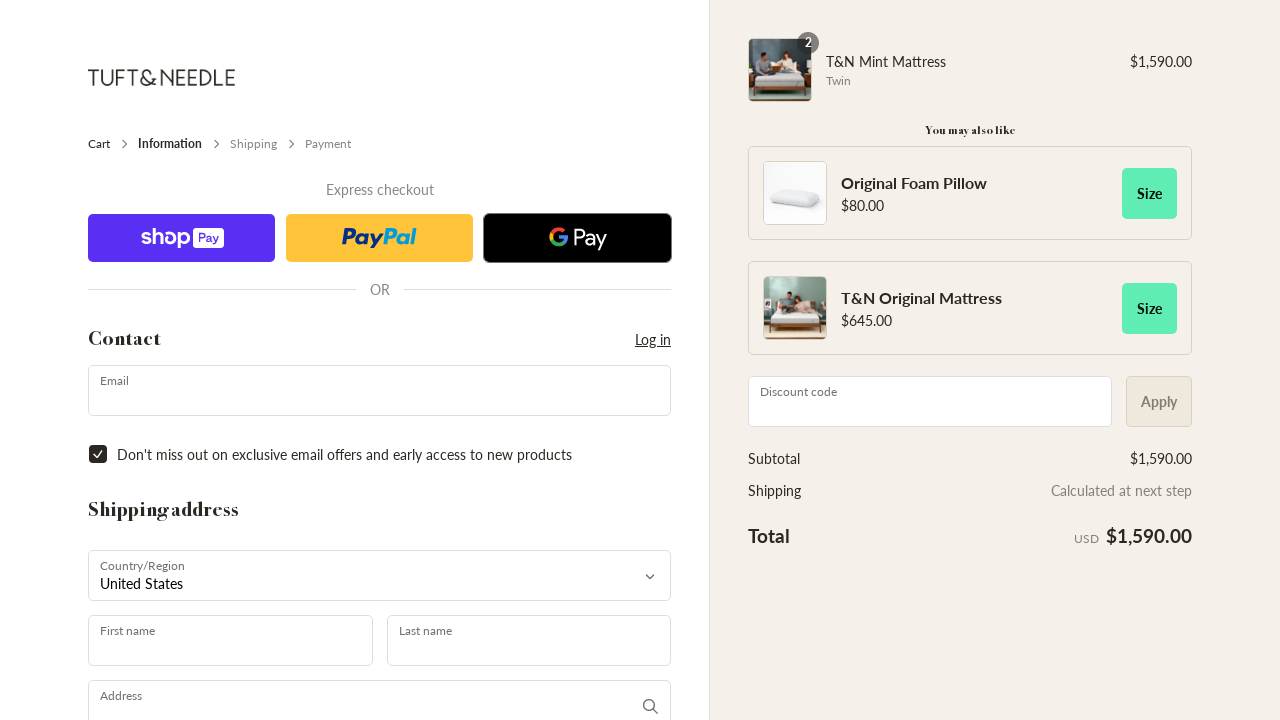 TUFT & NEEDLE
Cart > Information > Shipping > Payment
Express checkout
shop Pay
PayPal
G Pay
OR
Contact
Log in
Email
Don't miss out on exclusive email offers and early access to new products
Shipping address
Country/Region
United States
First name
Last name
Address
2
T&N Mint Mattress
$1,590.00
Twin
You may also like
Original Foam Pillow
$80.00
Size
T&N Original Mattress
$645.00
Size
Discount code
Apply
Subtotal
$1,590.00
Shipping
Calculated at next step
Total
USD $1,590.00